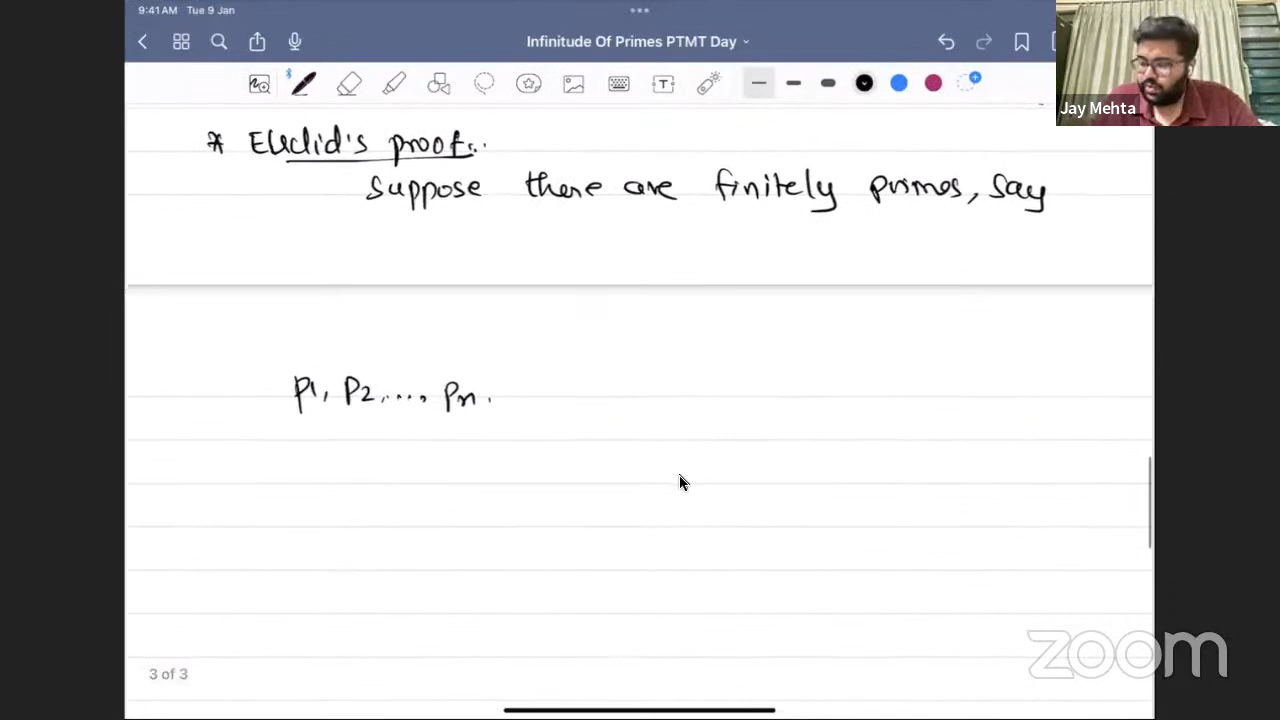 9:41 AM Tue 9 Jan
Infinitude Of Primes PTMT Day
T
Jay Mehta
* Euclid's proof..
Suppose there are finitely primes, say
p1, p2, ..., pn.
3 of 3
zoom